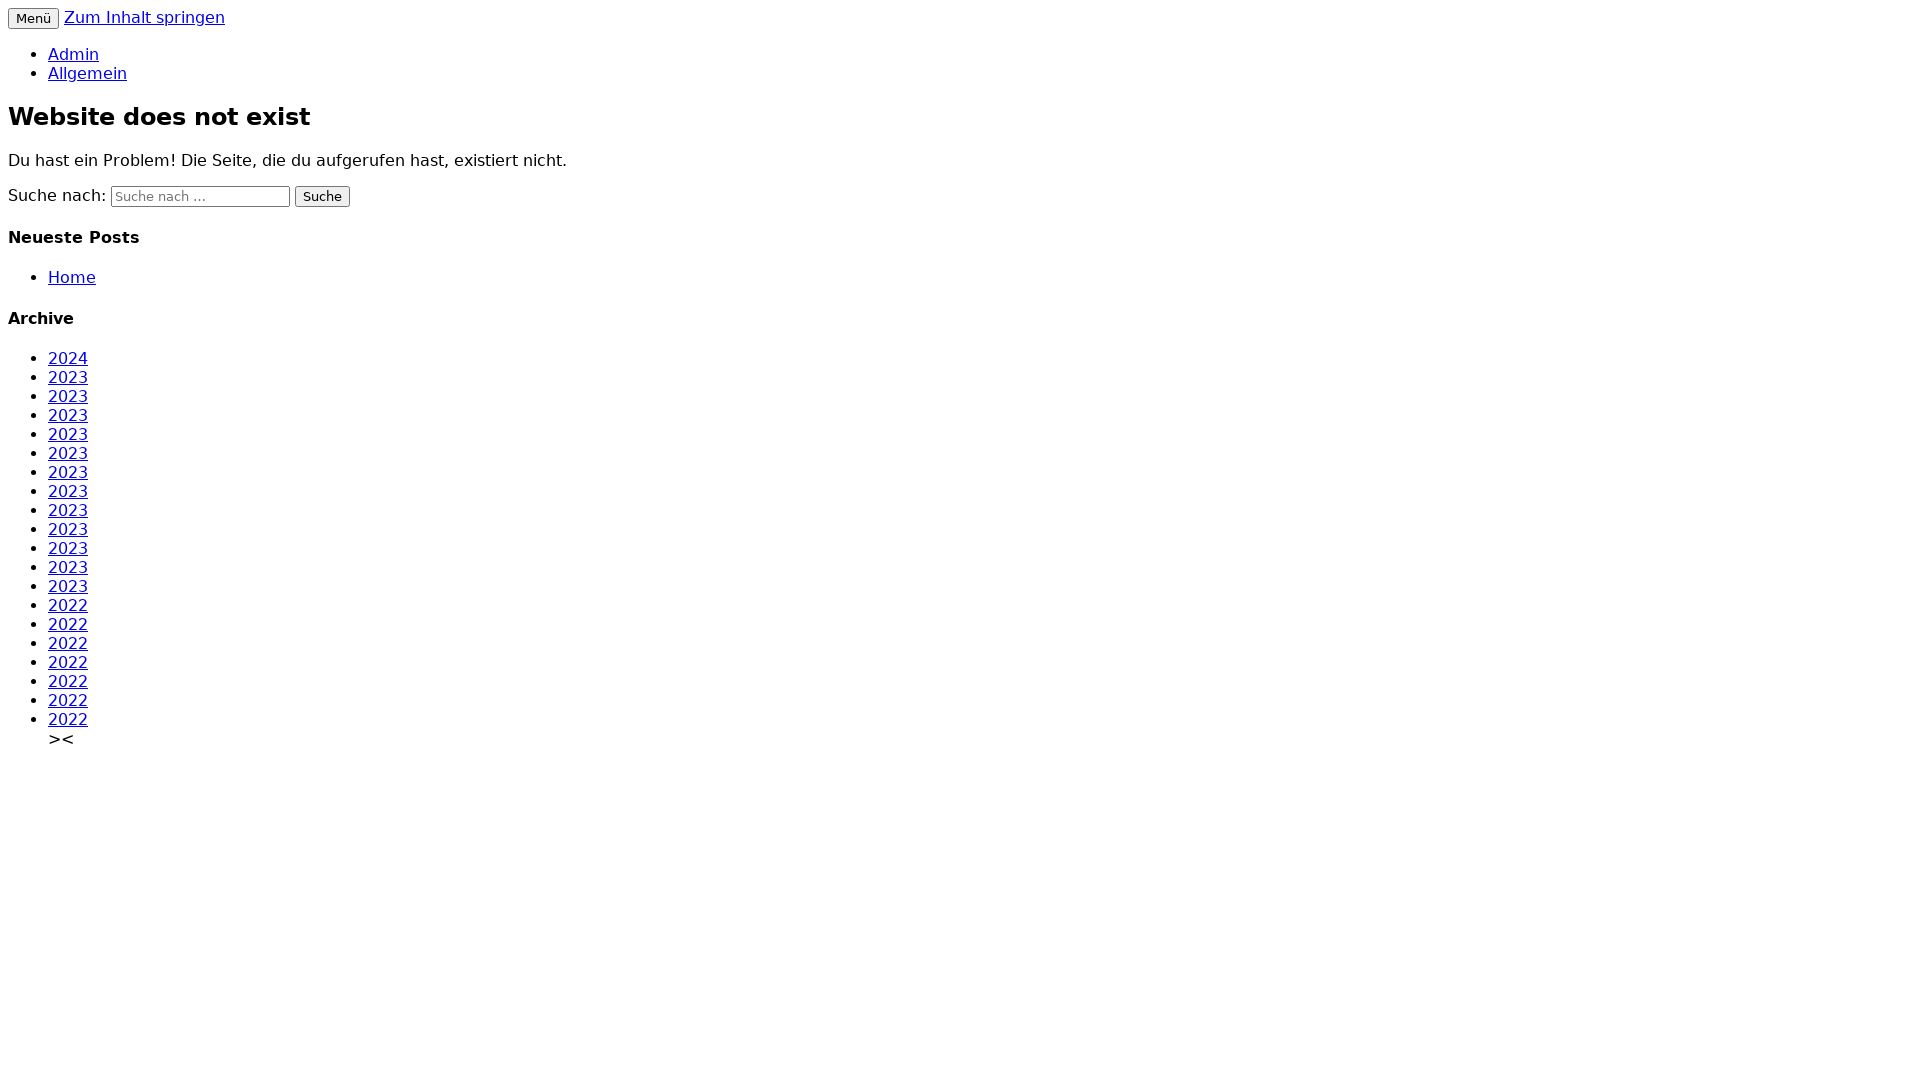 Menü Zum Inhalt springen
Admin
Allgemein
Website does not exist
Du hast ein Problem! Die Seite, die du aufgerufen hast, existiert nicht.
Suche nach: Suche nach … Suche
Neueste Posts
Home
Archive
2024
2023
2023
2023
2023
2023
2023
2023
2023
2023
2023
2023
2023
2022
2022
2022
2022
2022
2022
2022
><